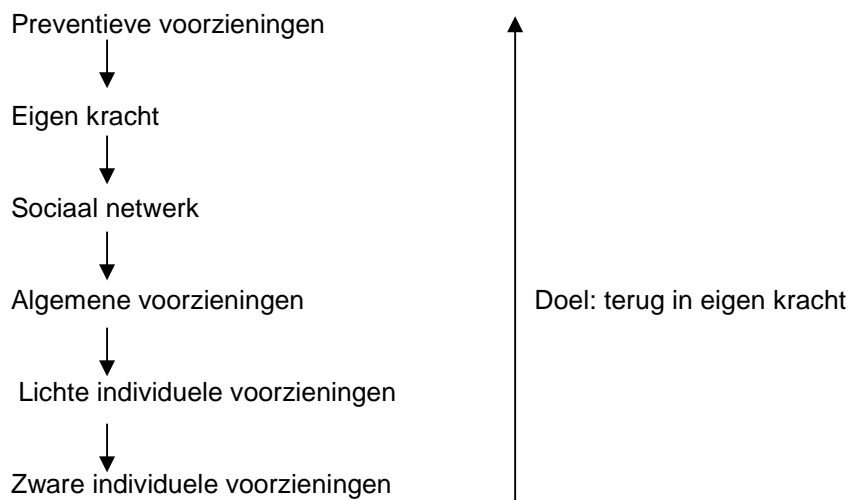 Preventieve voorzieningen
Eigen kracht
Sociaal netwerk
Algemene voorzieningen
Doel: terug in eigen kracht
Lichte individuele voorzieningen
Zware individuele voorzieningen